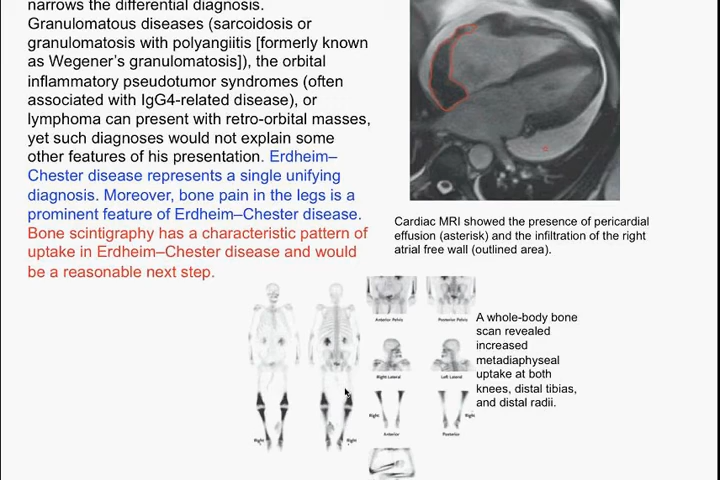 narrows the differential diagnosis.
Granulomatous diseases (sarcoidosis or
granulomatosis with polyangiitis [formerly known
as Wegener's granulomatosis]), the orbital
inflammatory pseudotumor syndromes (often
associated with IgG4-related disease), or
lymphoma can present with retro-orbital masses,
yet such diagnoses would not explain some
other features of his presentation. Erdheim–
Chester disease represents a single unifying
diagnosis. Moreover, bone pain in the legs is a
prominent feature of Erdheim–Chester disease.
Bone scintigraphy has a characteristic pattern of
uptake in Erdheim–Chester disease and would
be a reasonable next step.
Cardiac MRI showed the presence of pericardial
effusion (asterisk) and the infiltration of the right
atrial free wall (outlined area).
Anterior Pelvis
Posterior Pelvis
Right Lateral
Left Lateral
Right
Right
Anterior
Posterior
Right
Right
A whole-body bone
scan revealed
increased
metadiaphyseal
uptake at both
knees, distal tibias,
and distal radii.